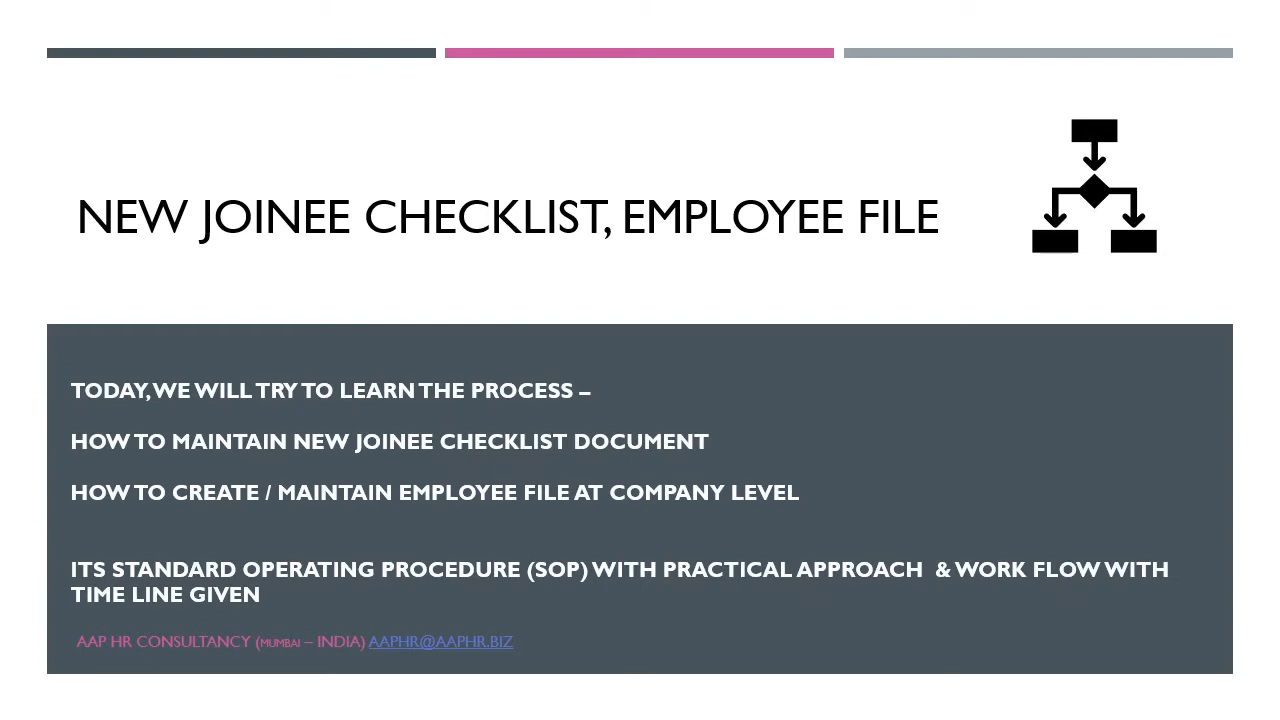 NEW JOINEE CHECKLIST, EMPLOYEE FILE
TODAY, WE WILL TRY TO LEARN THE PROCESS –
HOW TO MAINTAIN NEW JOINEE CHECKLIST DOCUMENT
HOW TO CREATE / MAINTAIN EMPLOYEE FILE AT COMPANY LEVEL
ITS STANDARD OPERATING PROCEDURE (SOP) WITH PRACTICAL APPROACH & WORK FLOW WITH
TIME LINE GIVEN
AAP HR CONSULTANCY (MUMBAI – INDIA) AAPHR@AAPHR.BIZ